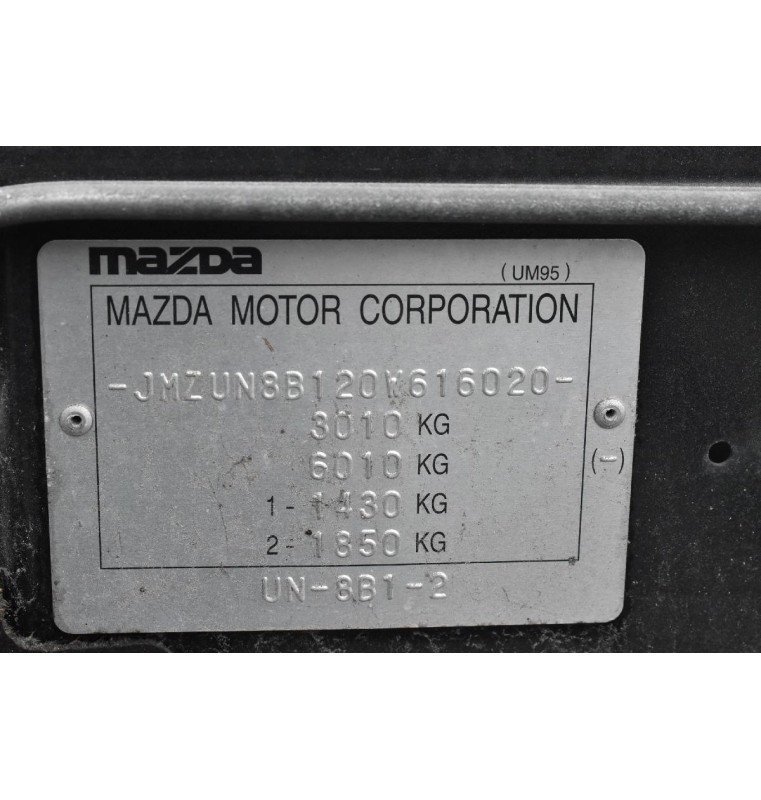 mazda
(UM95)
MAZDA MOTOR CORPORATION
-JMZUN8B120W616020-
3010 KG
6010 KG (-)
1- 1430 KG
2- 1850 KG
UN-8B1-2